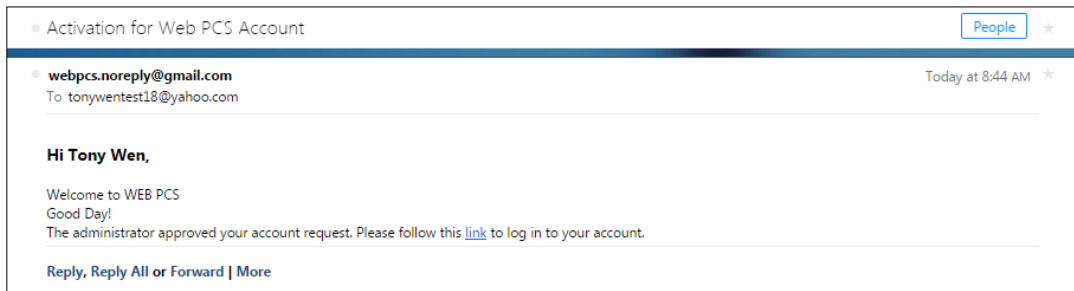 Activation for Web PCS Account
People
webpcs.noreply@gmail.com
Today at 8:44 AM
To tonywentest18@yahoo.com
Hi Tony Wen,
Welcome to WEB PCS
Good Day!
The administrator approved your account request. Please follow this link to log in to your account.
Reply, Reply All or Forward | More